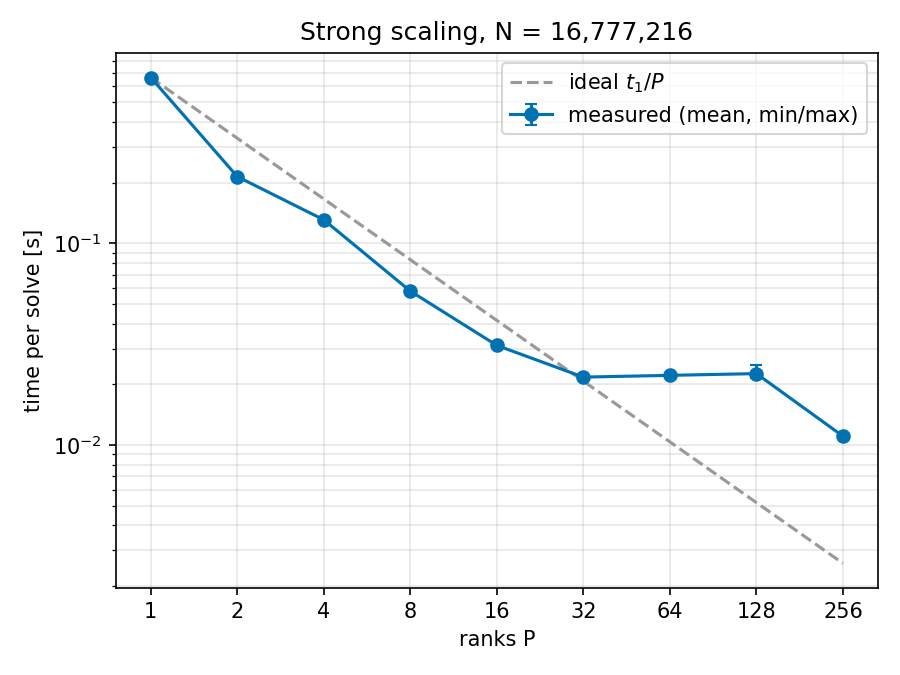 Strong scaling, N = 16,777,216
ideal t₁/P
measured (mean, min/max)
time per solve [s]
10⁻¹
10⁻²
1 2 4 8 16 32 64 128 256
ranks P